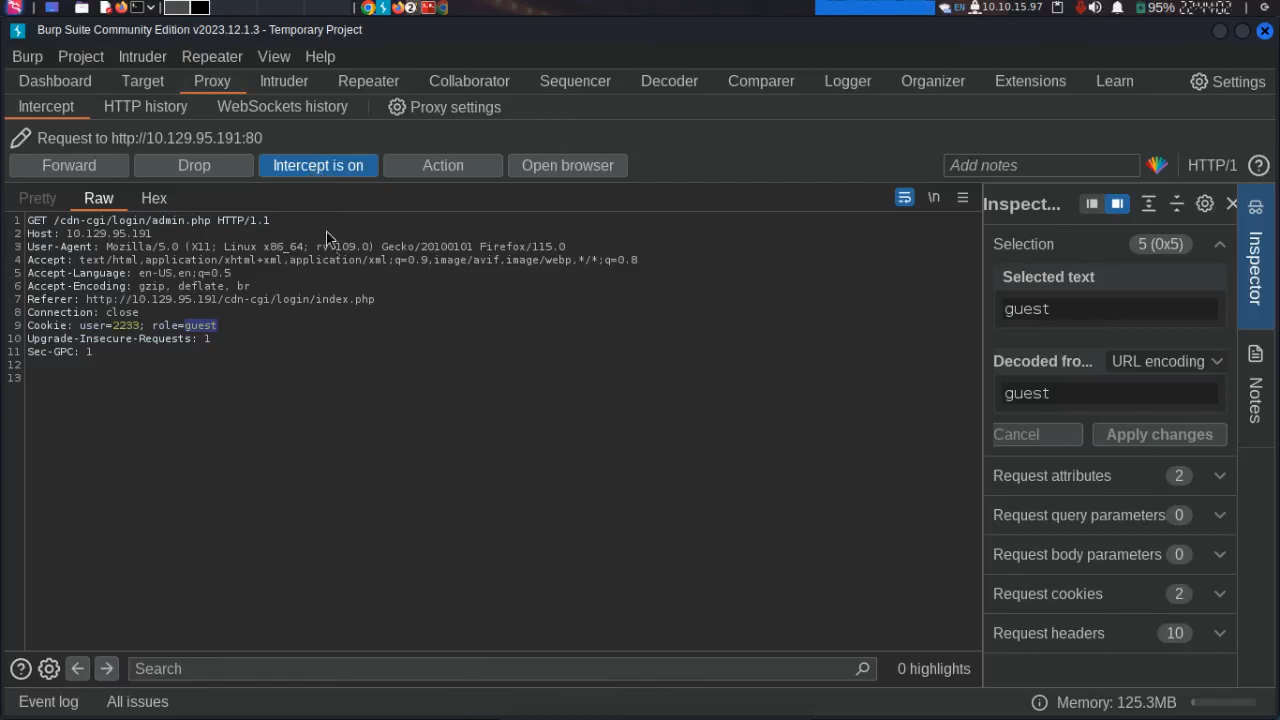 EN 10.10.15.97 95% 22:44:02
Burp Suite Community Edition v2023.12.1.3 - Temporary Project
Burp Project Intruder Repeater View Help
Dashboard Target Proxy Intruder Repeater Collaborator Sequencer Decoder Comparer Logger Organizer Extensions Learn Settings
Intercept HTTP history WebSockets history Proxy settings
Request to http://10.129.95.191:80
Forward Drop Intercept is on Action Open browser Add notes HTTP/1
Pretty Raw Hex \n
1 GET /cdn-cgi/login/admin.php HTTP/1.1
2 Host: 10.129.95.191
3 User-Agent: Mozilla/5.0 (X11; Linux x86_64; rv:109.0) Gecko/20100101 Firefox/115.0
4 Accept: text/html,application/xhtml+xml,application/xml;q=0.9,image/avif,image/webp,*/*;q=0.8
5 Accept-Language: en-US,en;q=0.5
6 Accept-Encoding: gzip, deflate, br
7 Referer: http://10.129.95.191/cdn-cgi/login/index.php
8 Connection: close
9 Cookie: user=2233; role=guest
10 Upgrade-Insecure-Requests: 1
11 Sec-GPC: 1
12
13
Inspect...
Selection 5 (0x5)
Selected text
guest
Decoded fro... URL encoding
guest
Cancel Apply changes
Request attributes 2
Request query parameters 0
Request body parameters 0
Request cookies 2
Request headers 10
Inspector
Notes
Search 0 highlights
Event log All issues Memory: 125.3MB